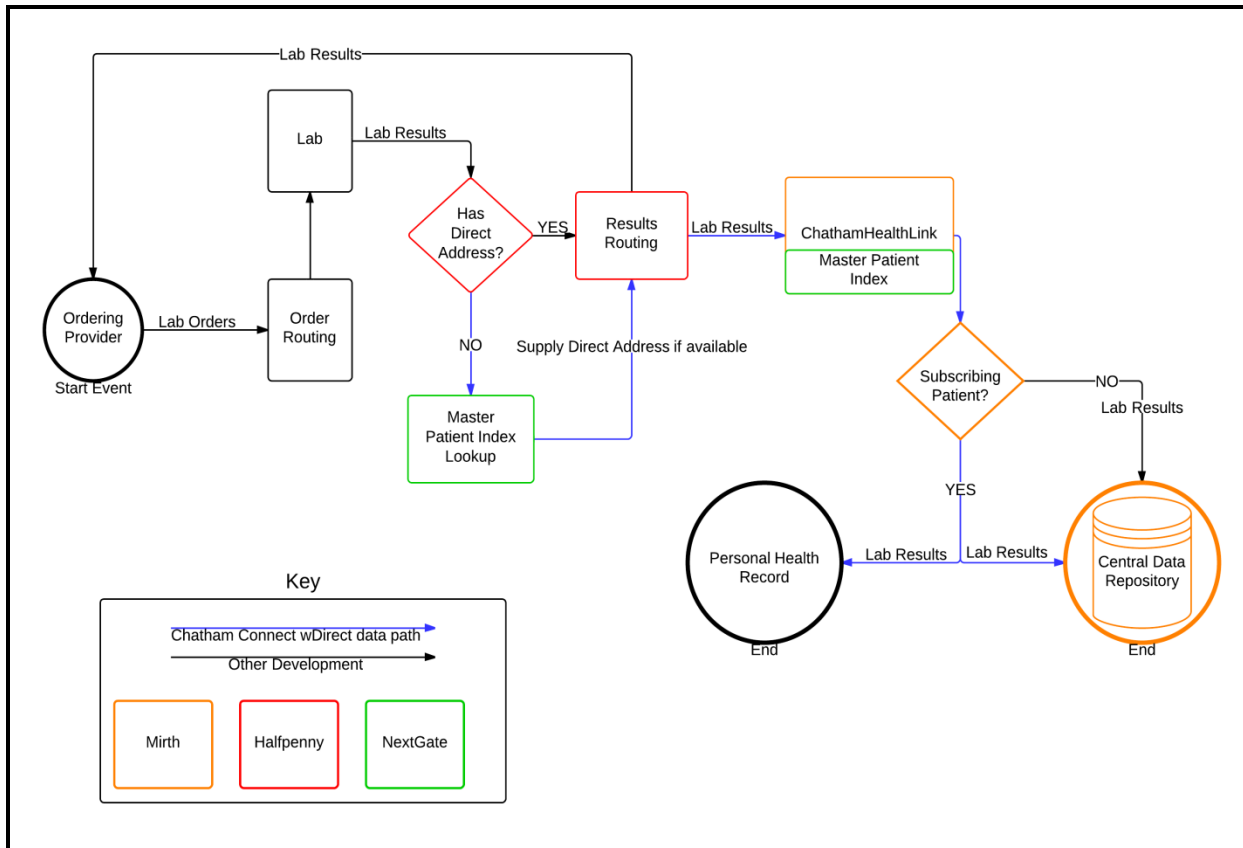 Lab Results
Lab
Lab Results
Has
Direct
Address?
YES
Results
Routing
Lab Results
ChathamHealthLink
Master Patient
Index
Ordering
Provider
Start Event
Lab Orders
Order
Routing
NO
Supply Direct Address if available
Master
Patient Index
Lookup
Subscribing
Patient?
NO
Lab Results
YES
Personal Health
Record
End
Lab Results
Lab Results
Central Data
Repository
End
Key
Chatham Connect wDirect data path
Other Development
Mirth
Halfpenny
NextGate